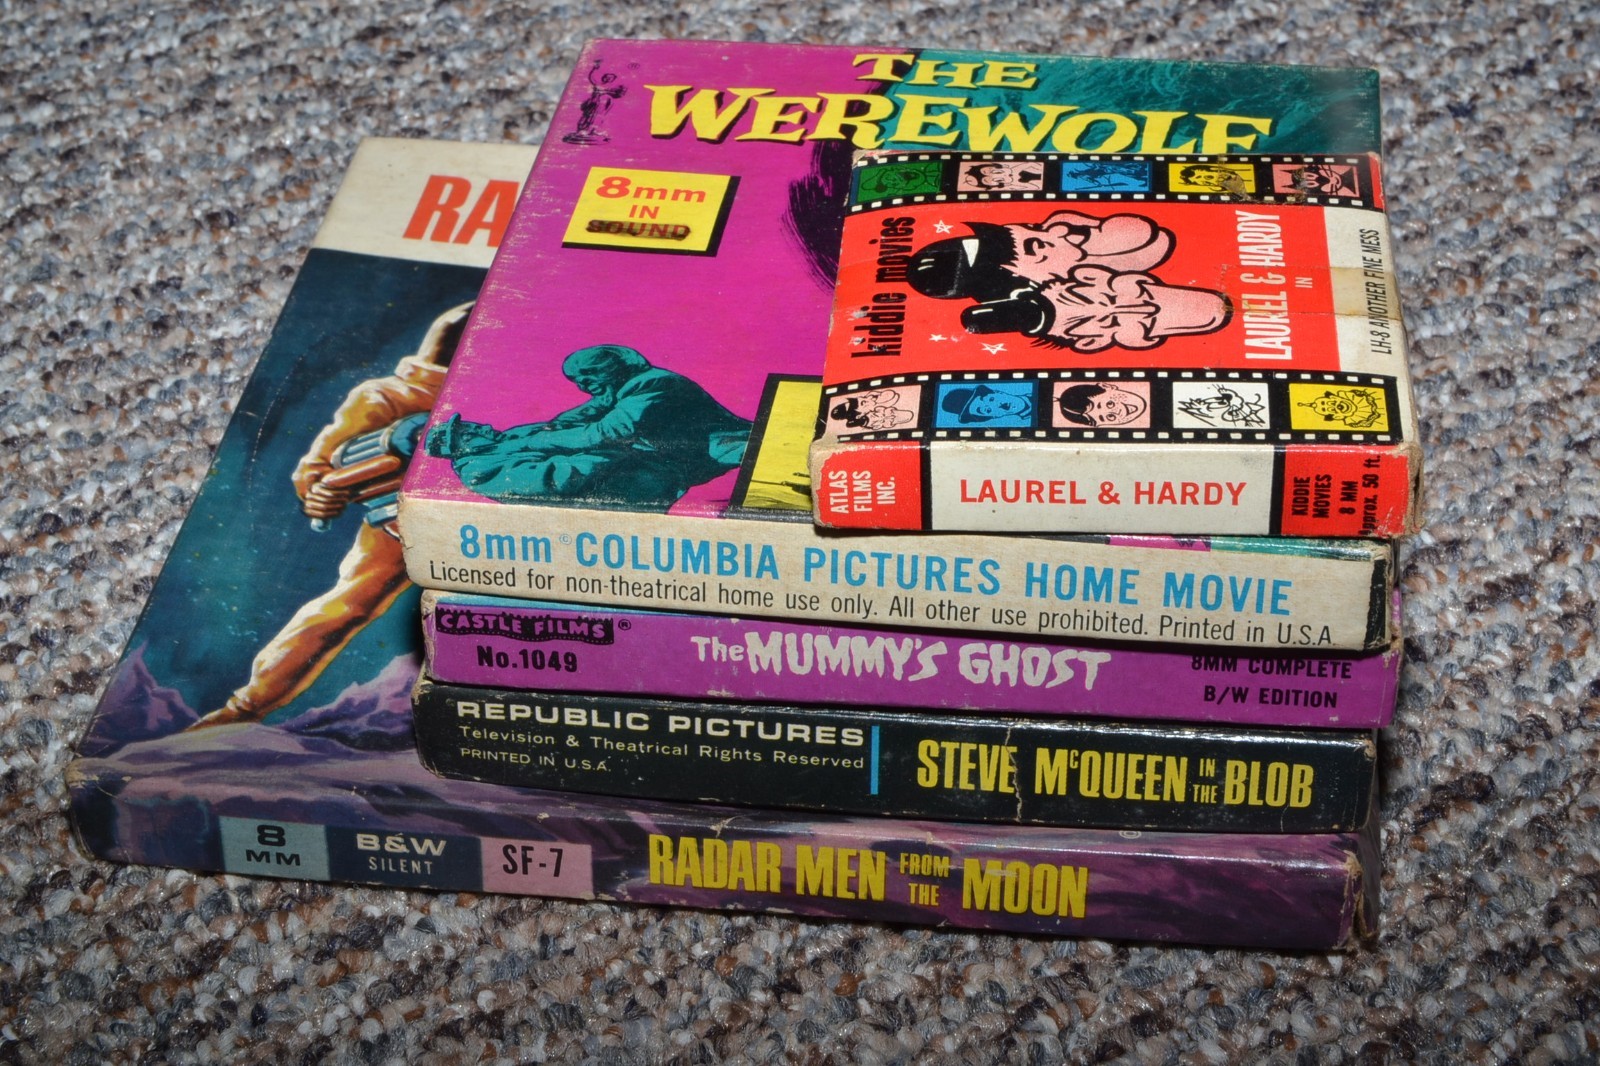 THE
WEREWOLF
®
8mm
IN
SOUND
RA
kiddie movies
LAUREL & HARDY
IN
LH-8 ANOTHER FINE MESS
ATLAS
FILMS
INC.
LAUREL & HARDY
KIDDIE
MOVIES
8 MM
approx. 50 ft.
8mm © COLUMBIA PICTURES HOME MOVIE
Licensed for non-theatrical home use only. All other use prohibited. Printed in U.S.A.
CASTLE FILMS ®
No.1049
The MUMMY'S GHOST
8MM COMPLETE
B/W EDITION
REPUBLIC PICTURES
Television & Theatrical Rights Reserved
PRINTED IN U.S.A.
STEVE McQUEEN IN THE BLOB
8
MM
B&W
SILENT
SF-7
RADAR MEN FROM THE MOON